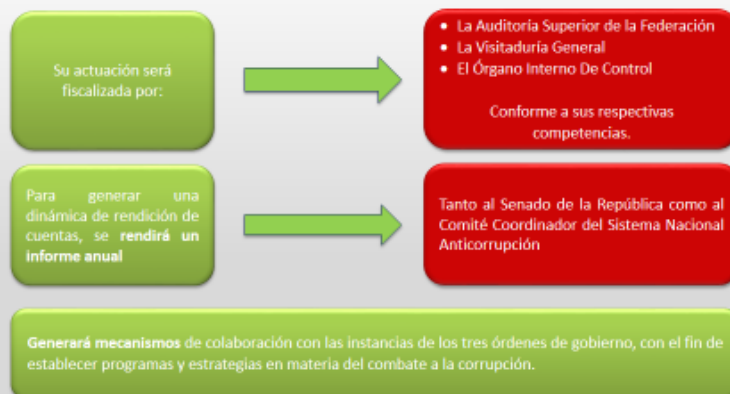 Su actuación será
fiscalizada por:
• La Auditoría Superior de la Federación
• La Visitaduría General
• El Órgano Interno De Control
Conforme a sus respectivas
competencias.
Para generar una
dinámica de rendición de
cuentas, se rendirá un
informe anual
Tanto al Senado de la República como al
Comité Coordinador del Sistema Nacional
Anticorrupción
Generará mecanismos de colaboración con las instancias de los tres órdenes de gobierno, con el fin de
establecer programas y estrategias en materia del combate a la corrupción.